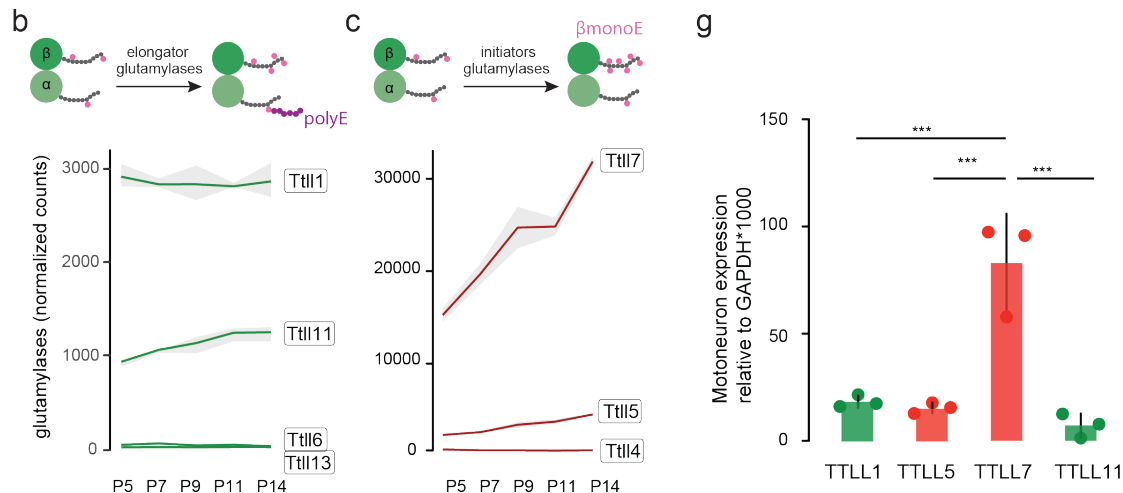 b
β
α
elongator
glutamylases
polyE
glutamylases (normalized counts)
3000
2000
1000
0
Ttll1
Ttll11
Ttll6
Ttll13
P5 P7 P9 P11 P14
c
β
α
initiators
glutamylases
βmonoE
30000
20000
10000
0
Ttll7
Ttll5
Ttll4
P5 P7 P9 P11 P14
g
Motoneuron expression
relative to GAPDH*1000
150
100
50
0
***
***
***
TTLL1 TTLL5 TTLL7 TTLL11